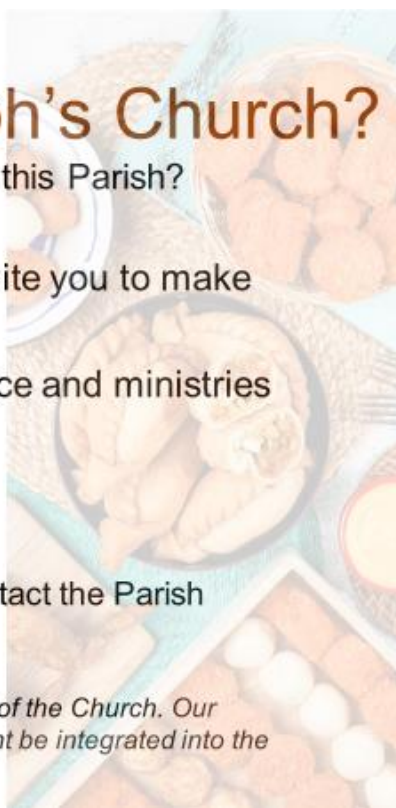 h's Church?
this Parish?
ite you to make
ce and ministries
tact the Parish
of the Church. Our
nt be integrated into the